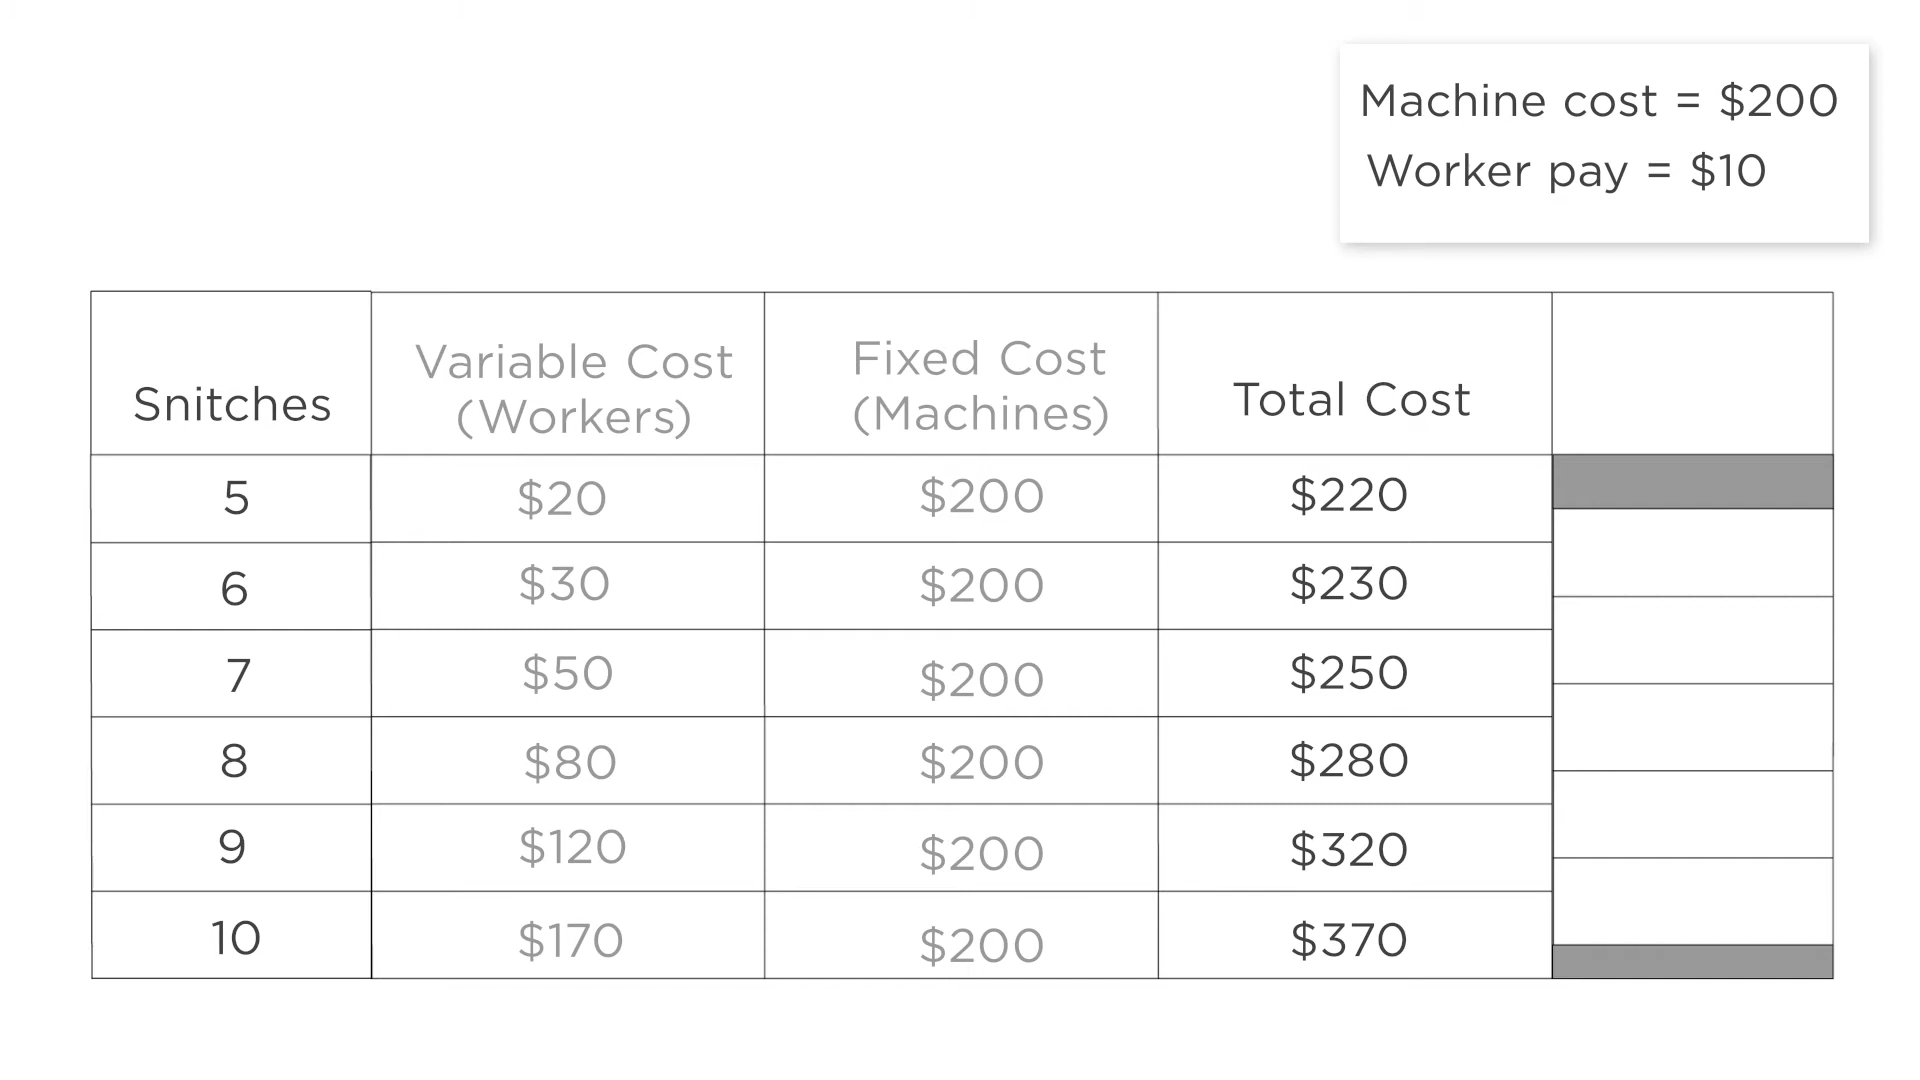 Machine cost = $200
Worker pay = $10
Snitches
Variable Cost
(Workers)
Fixed Cost
(Machines)
Total Cost
5 $20 $200 $220
6 $30 $200 $230
7 $50 $200 $250
8 $80 $200 $280
9 $120 $200 $320
10 $170 $200 $370